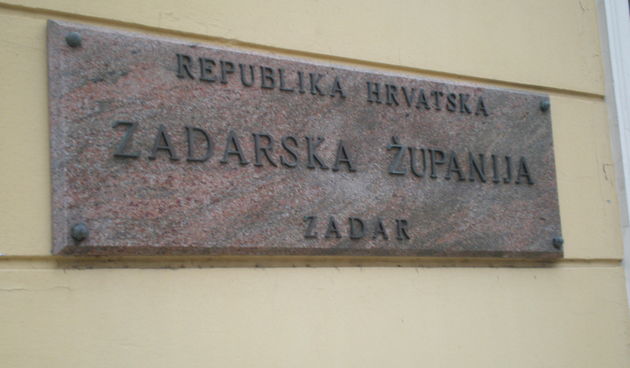 REPUBLIKA HRVATSKA
ZADARSKA ŽUPANIJA
ZADAR